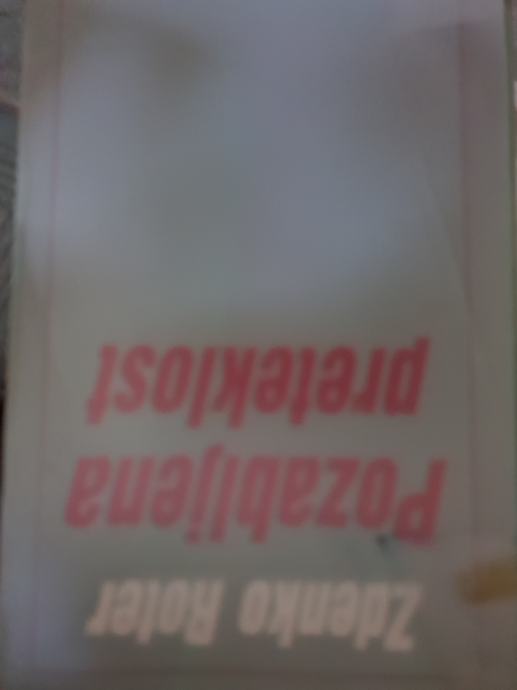 Zdenko Roter
Pozabljena
preteklost